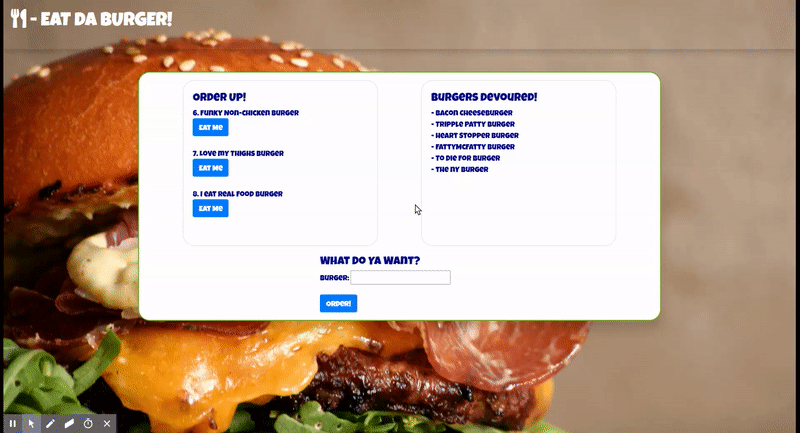 - EAT DA BURGER!
Order Up!
6. Funky Non-Chicken Burger
Eat Me
7. Love My Thighs Burger
Eat Me
8. I Eat Real Food Burger
Eat Me
Burgers Devoured!
- Bacon Cheeseburger
- Tripple Patty Burger
- Heart Stopper Burger
- FattyMcFatty Burger
- To Die For Burger
- The NY Burger
What Do Ya Want?
Burger:
Order!